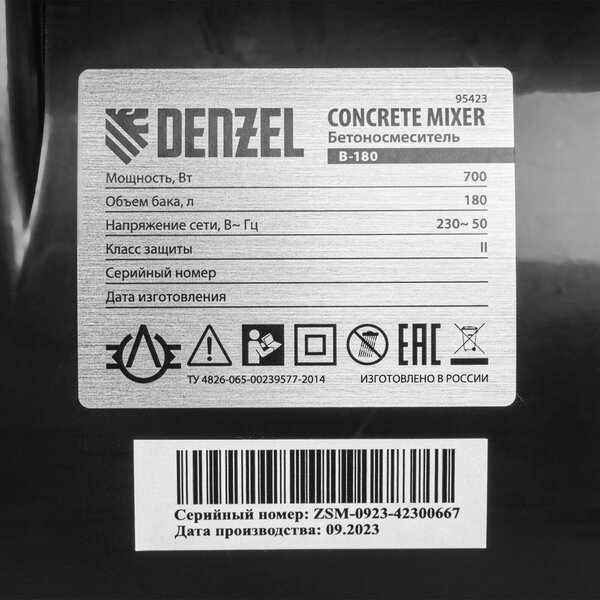 95423
DENZEL
CONCRETE MIXER
Бетоносмеситель
B-180
Мощность, Вт 700
Объем бака, л 180
Напряжение сети, В~ Гц 230~ 50
Класс защиты II
Серийный номер
Дата изготовления
EAC
ТУ 4826-065-00239577-2014
ИЗГОТОВЛЕНО В РОССИИ
Серийный номер: ZSM-0923-42300667
Дата производства: 09.2023